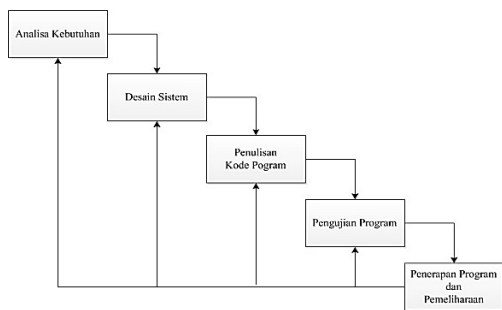 Analisa Kebutuhan
Desain Sistem
Penulisan
Kode Pogram
Pengujian Program
Penerapan Program
dan
Pemeliharaan